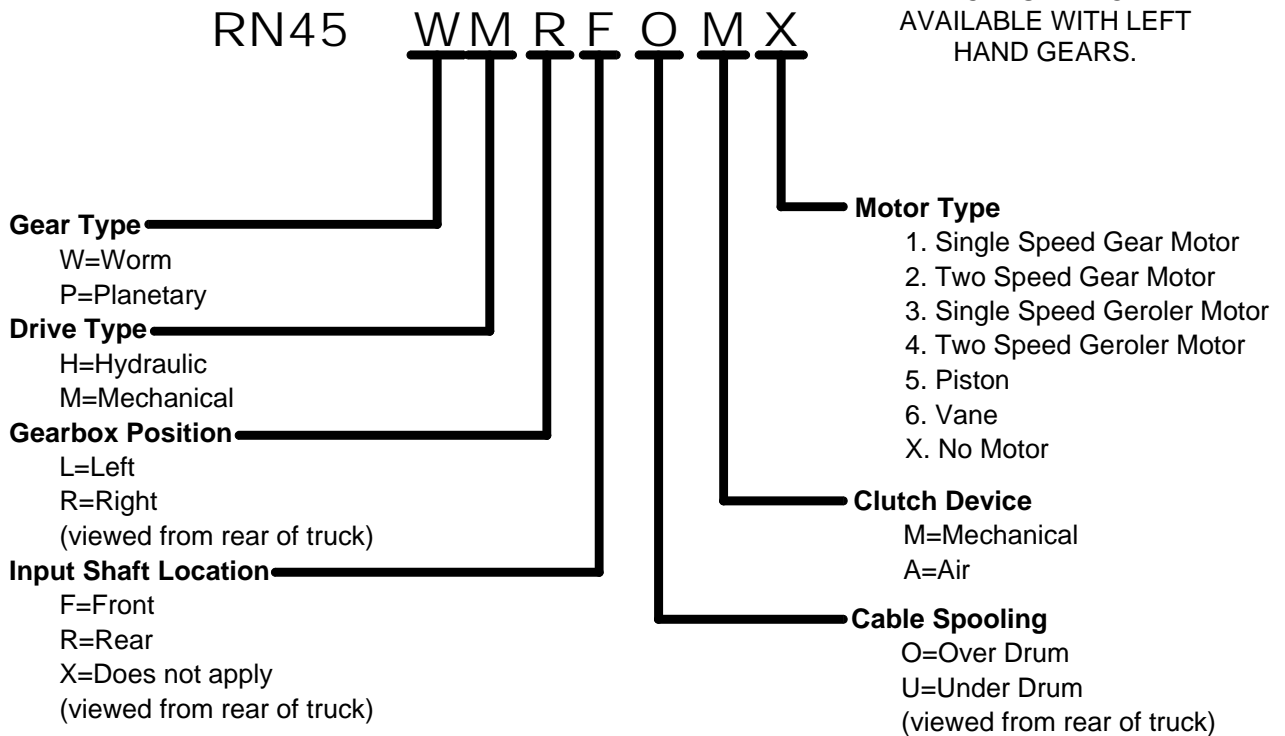 RN45 WMRFOMX
AVAILABLE WITH LEFT
HAND GEARS.
Gear Type
W=Worm
P=Planetary
Drive Type
H=Hydraulic
M=Mechanical
Gearbox Position
L=Left
R=Right
(viewed from rear of truck)
Input Shaft Location
F=Front
R=Rear
X=Does not apply
(viewed from rear of truck)
Motor Type
1. Single Speed Gear Motor
2. Two Speed Gear Motor
3. Single Speed Geroler Motor
4. Two Speed Geroler Motor
5. Piston
6. Vane
X. No Motor
Clutch Device
M=Mechanical
A=Air
Cable Spooling
O=Over Drum
U=Under Drum
(viewed from rear of truck)